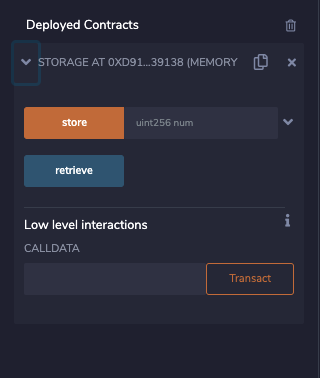 Deployed Contracts
STORAGE AT 0XD91...39138 (MEMORY
store
uint256 num
retrieve
Low level interactions
i
CALLDATA
Transact